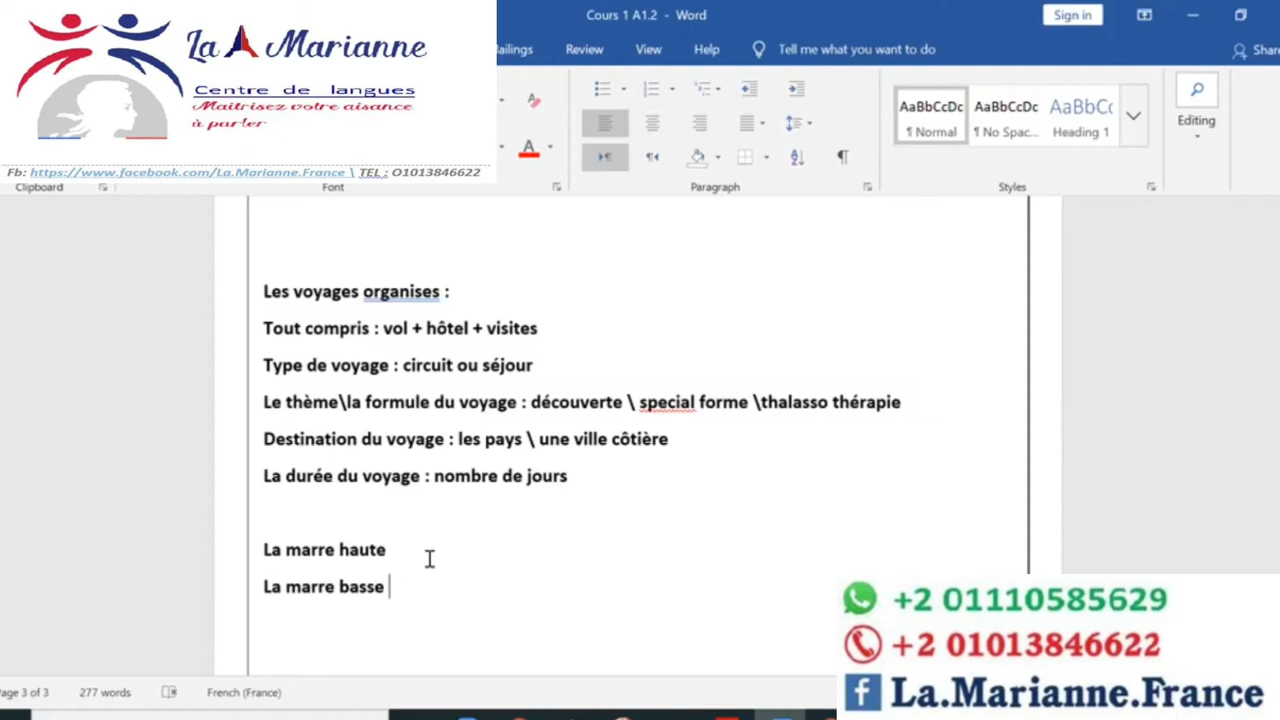 La Marianne
Centre de langues
Maîtrisez votre aisance
à parler
Fb: https://www.facebook.com/La.Marianne.France \ TEL : O1013846622
Cours 1 A1.2 - Word
Sign in
ailings Review View Help Tell me what you want to do Share
AaBbCcDc AaBbCcDc AaBbCc
¶ Normal ¶ No Spac... Heading 1
Editing
Clipboard Font Paragraph Styles
Les voyages organises :
Tout compris : vol + hôtel + visites
Type de voyage : circuit ou séjour
Le thème\la formule du voyage : découverte \ special forme \thalasso thérapie
Destination du voyage : les pays \ une ville côtière
La durée du voyage : nombre de jours
La marre haute
La marre basse
+2 01110585629
+2 01013846622
La.Marianne.France
Page 3 of 3 277 words French (France)